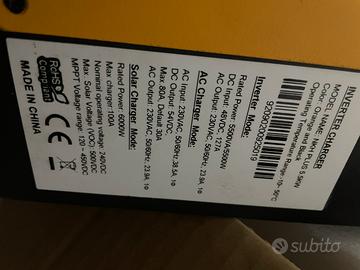 INVERTER / CHARGER
MODEL NAME: NKH PLUS 5.5KW
Color: Orange and Black
Operating Temperature Range: -10~50°C
Inverter Mode:
Rated Power: 5500VA/5500W
DC Input: 48VDC, 127A
AC Output: 230VAC, 50/60Hz, 23.9A, 1φ
AC Charger Mode:
AC Input: 230VAC, 50/60Hz, 38.5A, 1φ
DC Output: 54VDC
Max 80A, Default 30A
AC Output: 230VAC, 50/60Hz, 23.9A, 1φ
Solar Charger Mode:
Rated Power: 6000W
Max charger 100A
Nominal operating voltage: 240VDC
Max. Solar Voltage (VOC): 500VDC
MPPT Voltage range: 120 ~ 450VDC
RoHS
Compliant
CE
MADE IN CHINA
subito